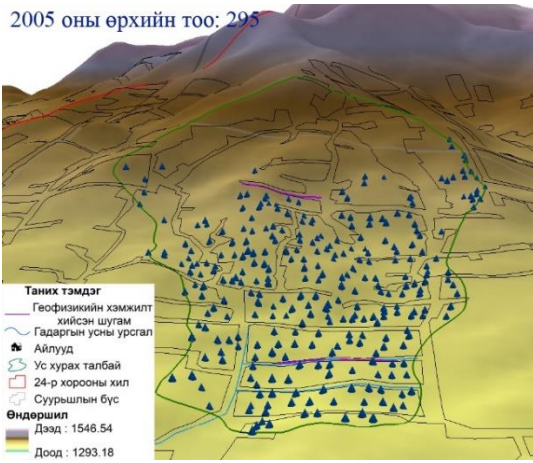 2005 оны өрхийн тоо: 295
Таних тэмдэг
Геофизикийн хэмжилт
хийсэн шугам
Гадаргын усны урсгал
Айлууд
Ус хурах талбай
24-р хорооны хил
Суурьшлын бүс
Өндөршил
Дээд : 1546.54
Доод : 1293.18